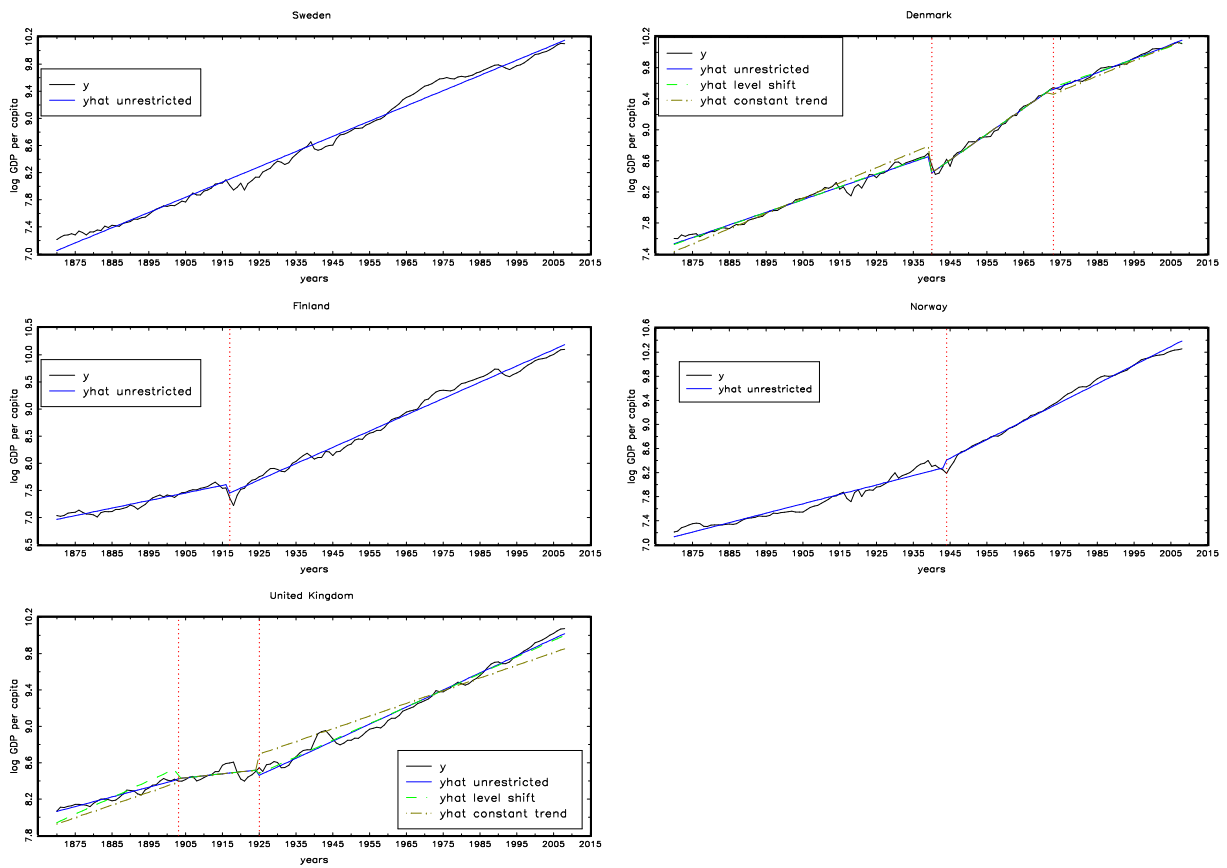 Sweden
log GDP per capita
7.0 7.4 7.8 8.2 8.6 9.0 9.4 9.8 10.2
y
yhat unrestricted
1875 1885 1895 1905 1915 1925 1935 1945 1955 1965 1975 1985 1995 2005 2015
years
Denmark
log GDP per capita
7.4 7.8 8.2 8.6 9.0 9.4 9.8 10.2
y
yhat unrestricted
yhat level shift
yhat constant trend
1875 1885 1895 1905 1915 1925 1935 1945 1955 1965 1975 1985 1995 2005 2015
years
Finland
log GDP per capita
6.5 7.0 7.5 8.0 8.5 9.0 9.5 10.0 10.5
y
yhat unrestricted
1875 1885 1895 1905 1915 1925 1935 1945 1955 1965 1975 1985 1995 2005 2015
years
Norway
log GDP per capita
7.0 7.4 7.8 8.2 8.6 9.0 9.4 9.8 10.2 10.6
y
yhat unrestricted
1875 1885 1895 1905 1915 1925 1935 1945 1955 1965 1975 1985 1995 2005 2015
years
United Kingdom
log GDP per capita
7.8 8.2 8.6 9.0 9.4 9.8 10.2
y
yhat unrestricted
yhat level shift
yhat constant trend
1875 1885 1895 1905 1915 1925 1935 1945 1955 1965 1975 1985 1995 2005 2015
years